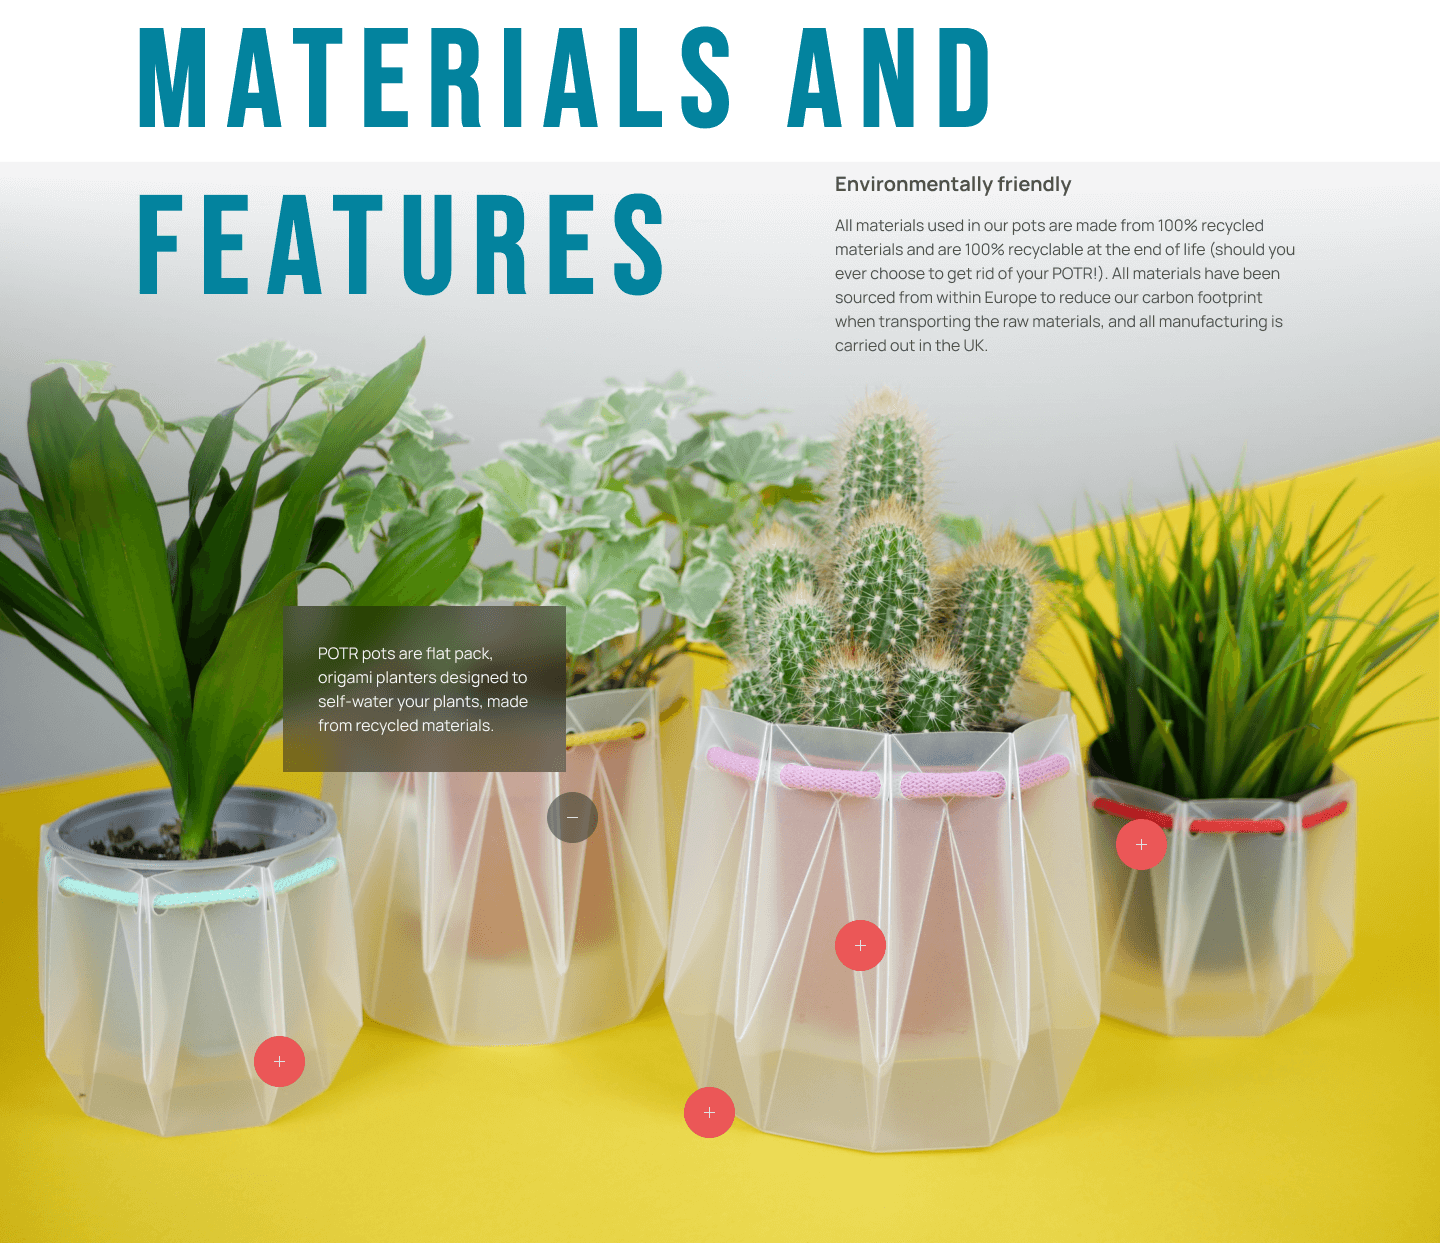 MATERIALS AND
FEATURES
Environmentally friendly
All materials used in our pots are made from 100% recycled
materials and are 100% recyclable at the end of life (should you
ever choose to get rid of your POTR!). All materials have been
sourced from within Europe to reduce our carbon footprint
when transporting the raw materials, and all manufacturing is
carried out in the UK.
POTR pots are flat pack,
origami planters designed to
self-water your plants, made
from recycled materials.